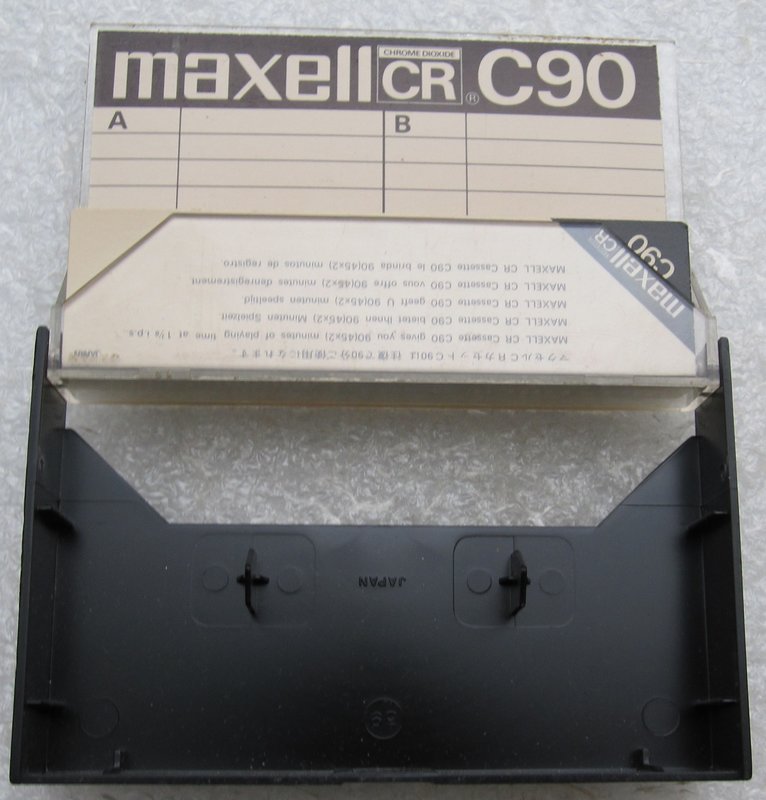 maxell CHROME DIOXIDE CR ® C90
A B
maxell CR C90
マクセルCRカセットC90は 往復で90分ご使用になれます。
MAXELL CR Cassette C90 gives you 90(45x2) minutes of playing time at 1⅞ i.p.s.
MAXELL CR Cassette C90 bietet Ihnen 90(45x2) Minuten Spielzeit
MAXELL CR Cassette C90 geeft U 90(45x2) minuten speeltijd
MAXELL CR Cassette C90 vous offre 90(45x2) minutes denregistrement
MAXELL CR Cassette C90 le brinda 90(45x2) minutos de registro.
JAPAN
JAPAN